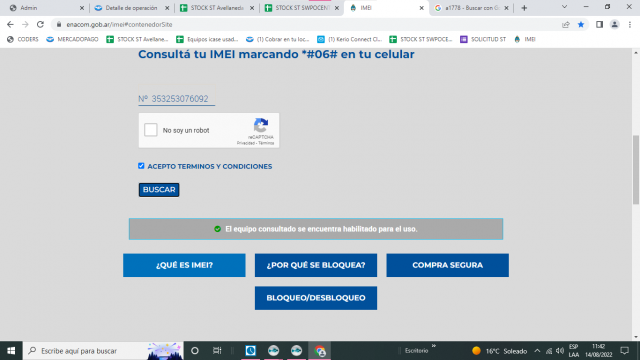 Admin
Detalle de operación
STOCK ST Avellaneda
STOCK ST SWPOCEN
IMEI
a1778 - Buscar con G
enacom.gob.ar/imei#contenedorSite
CODERS
MERCADOPAGO
STOCK ST Avellane...
Equipos icase usad...
(1) Cobrar en tu loc...
(1) Kerio Connect Cl...
STOCK ST SWPOCE...
SOLICITUD ST
IMEI
Consultá tu IMEI marcando *#06# en tu celular
Nº 353253076092
No soy un robot
reCAPTCHA
Privacidad - Términos
ACEPTO TERMINOS Y CONDICIONES
BUSCAR
El equipo consultado se encuentra habilitado para el uso.
¿QUÉ ES IMEI?
¿POR QUÉ SE BLOQUEA?
COMPRA SEGURA
BLOQUEO/DESBLOQUEO
Escribe aquí para buscar
Escritorio
16°C Soleado
ESP
LAA
11:42
14/08/2022